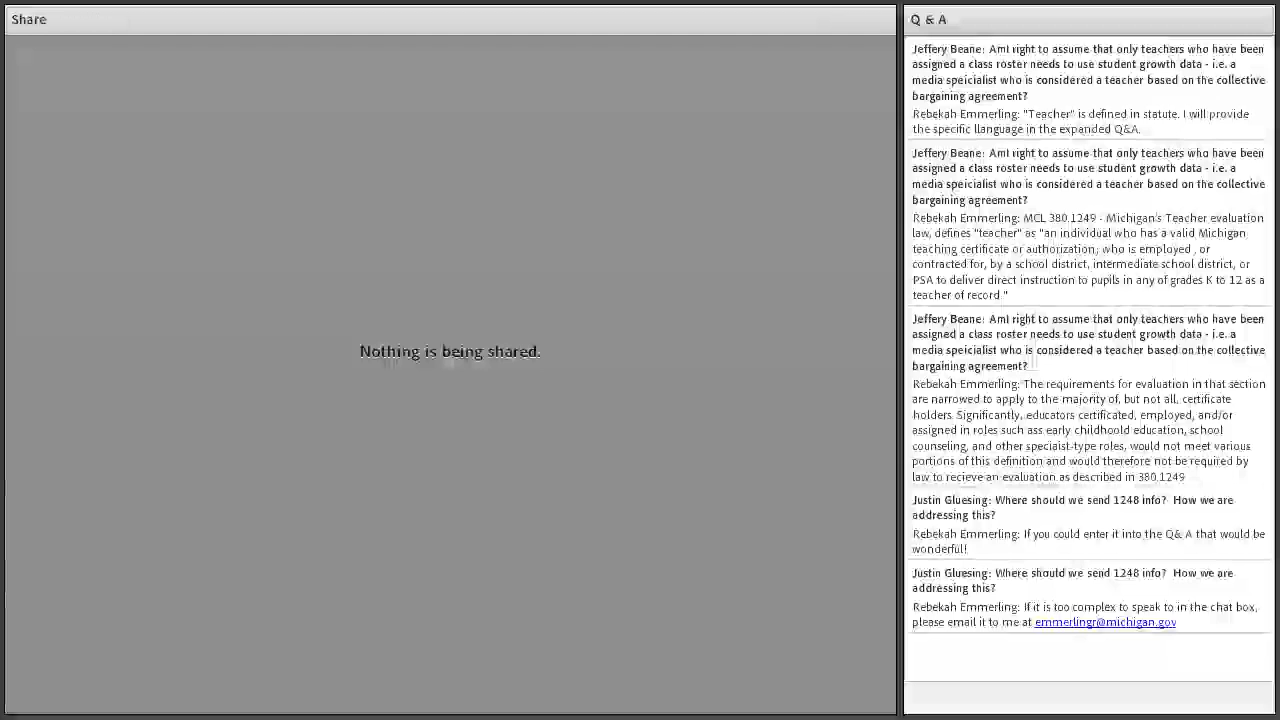 Share
Nothing is being shared.
Q & A
Jeffery Beane: AmI right to assume that only teachers who have been
assigned a class roster needs to use student growth data - i.e. a
media speicialist who is considered a teacher based on the collective
bargaining agreement?
Rebekah Emmerling: "Teacher" is defined in statute. I will provide
the specific llanguage in the expanded Q&A.
Jeffery Beane: AmI right to assume that only teachers who have been
assigned a class roster needs to use student growth data - i.e. a
media speicialist who is considered a teacher based on the collective
bargaining agreement?
Rebekah Emmerling: MCL 380.1249 - Michigan's Teacher evaluation
law, defines "teacher" as "an individual who has a valid Michigan
teaching certificate or authorization; who is employed , or
contracted for, by a school district, intermediate school district, or
PSA to deliver direct instruction to pupils in any of grades K to 12 as a
teacher of record."
Jeffery Beane: AmI right to assume that only teachers who have been
assigned a class roster needs to use student growth data - i.e. a
media speicialist who is considered a teacher based on the collective
bargaining agreement?
Rebekah Emmerling: The requirements for evaluation in that section
are narrowed to apply to the majority of, but not all, certificate
holders. Significantly, educators certificated, employed, and/or
assigned in roles such ass early childhoold education, school
counseling, and other speciaist-type roles, would not meet various
portions of this definition and would therefore not be required by
law to recieve an evaluation as described in 380.1249
Justin Gluesing: Where should we send 1248 info? How we are
addressing this?
Rebekah Emmerling: If you could enter it into the Q& A that would be
wonderful!
Justin Gluesing: Where should we send 1248 info? How we are
addressing this?
Rebekah Emmerling: If it is too complex to speak to in the chat box,
please email it to me at emmerlingr@michigan.gov